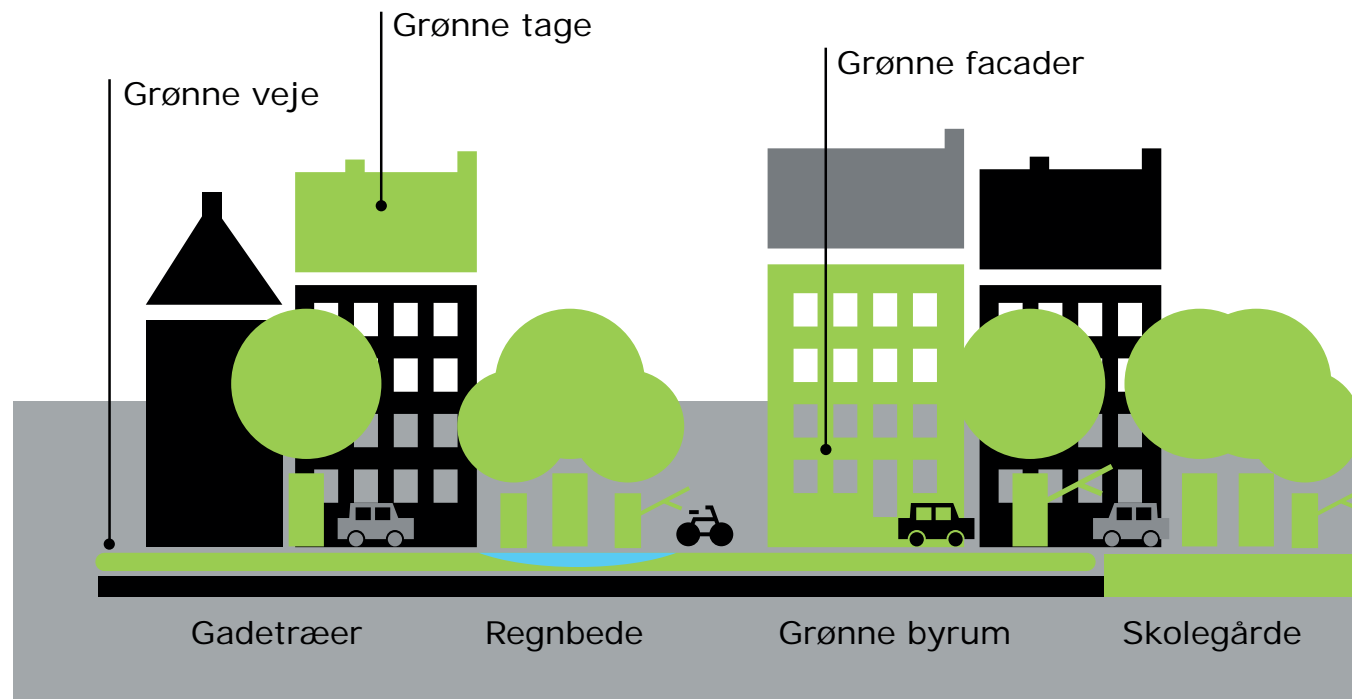 Grønne tage
Grønne facader
Grønne veje
Gadetræer
Regnbede
Grønne byrum
Skolegårde